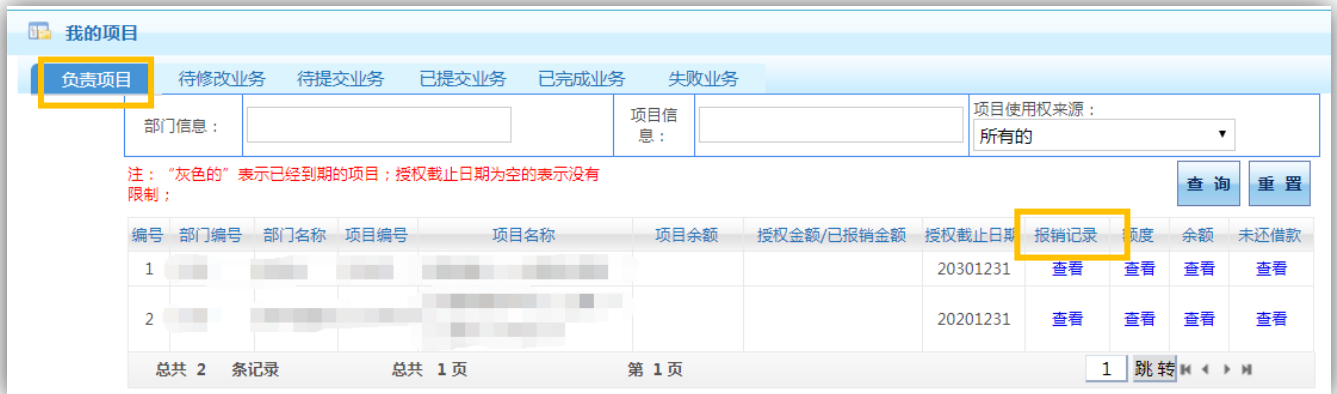 我的项目
负责项目 待修改业务 待提交业务 已提交业务 已完成业务 失败业务
部门信息： 项目信息： 项目使用权来源：
所有的
注：“灰色的”表示已经到期的项目；授权截止日期为空的表示没有
限制；
查 询 重 置
编号 部门编号 部门名称 项目编号 项目名称 项目余额 授权金额/已报销金额 授权截止日期 报销记录 额度 余额 未还借款
1 20301231 查看 查看 查看 查看
2 20201231 查看 查看 查看 查看
总共 2 条记录 总共 1 页 第 1 页 1 跳 转